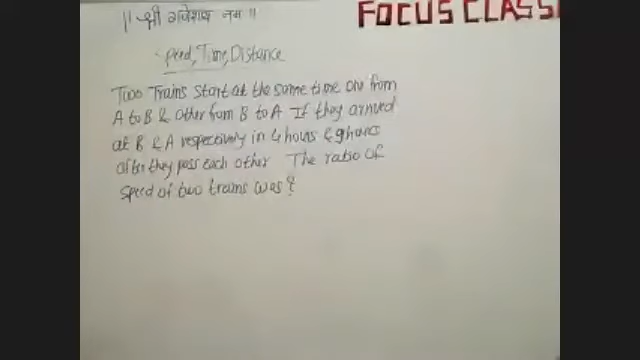 || श्री गणेशाय नमः ||
FOCUS CLASS
Speed, Time, Distance
Two Trains start at the same time one from
A to B & other from B to A If they arrived
at B & A respectively in 4 hours & 9 hours
after they pass each other The ratio of
speed of two trains was?